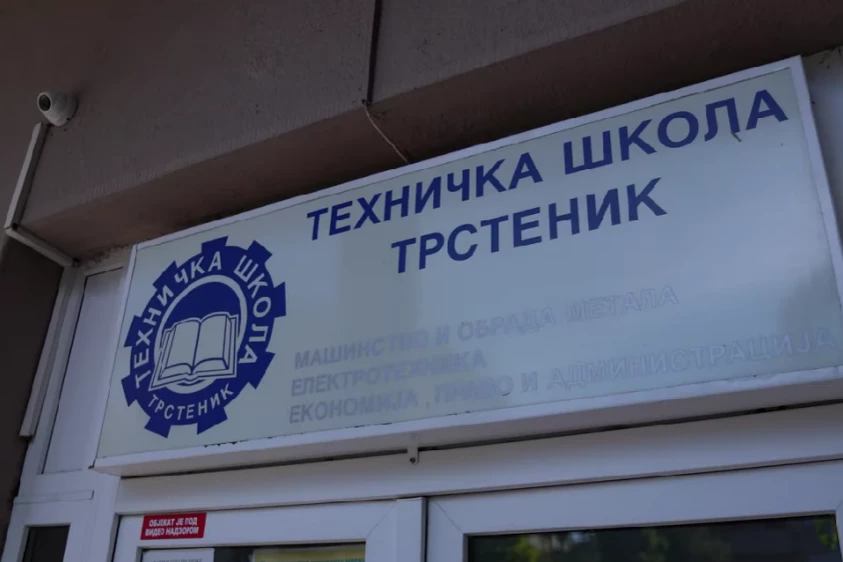 ТЕХНИЧКА ШКОЛА
ТРСТЕНИК
ТЕХНИЧКА ШКОЛА
ТРСТЕНИК
МАШИНСТВО И ОБРАДА МЕТАЛА
ЕЛЕКТРОТЕХНИКА
ЕКОНОМИЈА , ПРАВО И АДМИНИСТРАЦИЈА
ОБЈЕКАТ ЈЕ ПОД
ВИДЕО НАДЗОРОМ